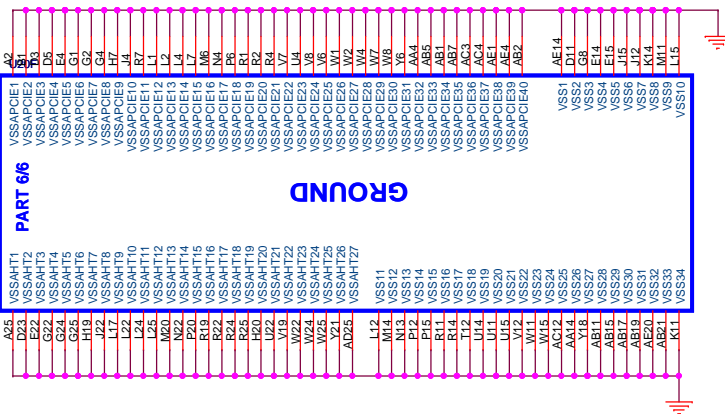 A2
D3
D5
E4
G1
G2
G4
H7
J4
R7
L1
L2
L4
L7
M6
N4
P6
R1
R2
R4
V7
U4
V8
V6
W1
W2
W4
W7
W8
Y6
AA4
AB5
AB1
AB7
AC3
AC4
AE1
AE4
AB2
AE14
D11
G8
E14
E15
J15
J12
K14
M11
L15
U20F
VSSAPCIE1
VSSAPCIE2
VSSAPCIE3
VSSAPCIE4
VSSAPCIE5
VSSAPCIE6
VSSAPCIE7
VSSAPCIE8
VSSAPCIE9
VSSAPCIE10
VSSAPCIE11
VSSAPCIE12
VSSAPCIE13
VSSAPCIE14
VSSAPCIE15
VSSAPCIE16
VSSAPCIE17
VSSAPCIE18
VSSAPCIE19
VSSAPCIE20
VSSAPCIE21
VSSAPCIE22
VSSAPCIE23
VSSAPCIE24
VSSAPCIE25
VSSAPCIE26
VSSAPCIE27
VSSAPCIE28
VSSAPCIE29
VSSAPCIE30
VSSAPCIE31
VSSAPCIE32
VSSAPCIE33
VSSAPCIE34
VSSAPCIE35
VSSAPCIE36
VSSAPCIE37
VSSAPCIE38
VSSAPCIE39
VSSAPCIE40
VSS1
VSS2
VSS3
VSS4
VSS5
VSS6
VSS7
VSS8
VSS9
VSS10
PART 6/6
GROUND
VSSAHT1
VSSAHT2
VSSAHT3
VSSAHT4
VSSAHT5
VSSAHT6
VSSAHT7
VSSAHT8
VSSAHT9
VSSAHT10
VSSAHT11
VSSAHT12
VSSAHT13
VSSAHT14
VSSAHT15
VSSAHT16
VSSAHT17
VSSAHT18
VSSAHT19
VSSAHT20
VSSAHT21
VSSAHT22
VSSAHT23
VSSAHT24
VSSAHT25
VSSAHT26
VSSAHT27
VSS11
VSS12
VSS13
VSS14
VSS15
VSS16
VSS17
VSS18
VSS19
VSS20
VSS21
VSS22
VSS23
VSS24
VSS25
VSS26
VSS27
VSS28
VSS29
VSS30
VSS31
VSS32
VSS33
VSS34
A25
D23
E22
G22
G24
G25
H19
J22
L17
L22
L24
L25
M20
N22
P20
R19
R22
R24
R25
H20
U22
V19
W22
W24
W25
Y21
AD25
L12
M14
N13
P12
P15
R11
R14
T12
U14
U11
U15
V12
W11
W15
AC12
AA14
Y18
AB11
AB15
AB17
AB19
AE20
AB21
K11